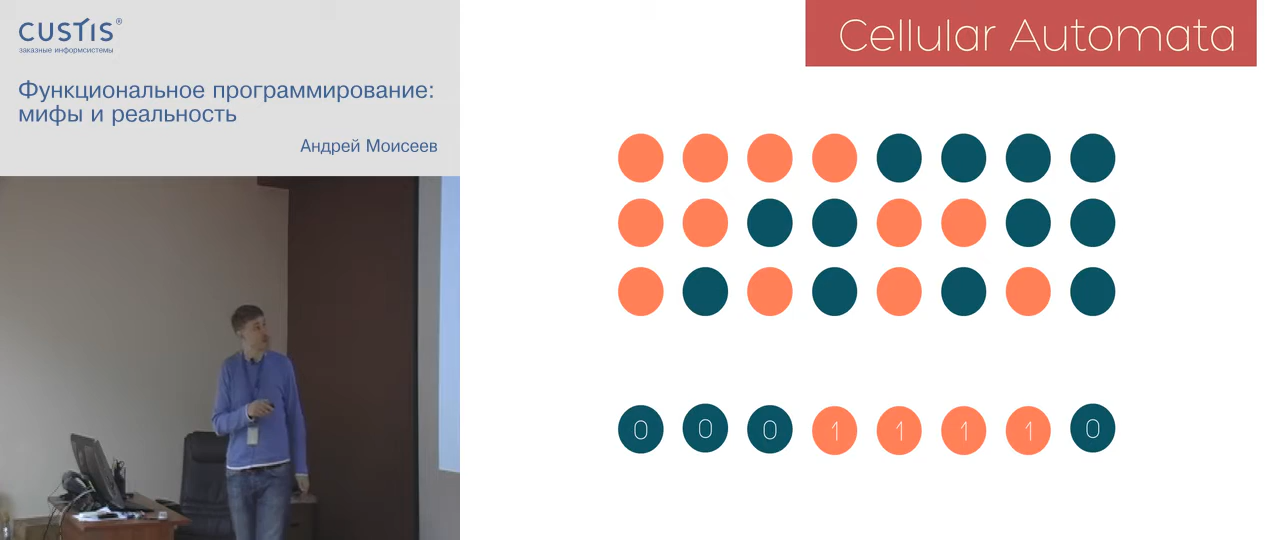 CUSTIS®
заказные информсистемы
Функциональное программирование:
мифы и реальность
Андрей Моисеев
Cellular Automata
0 0 0 1 1 1 1 0